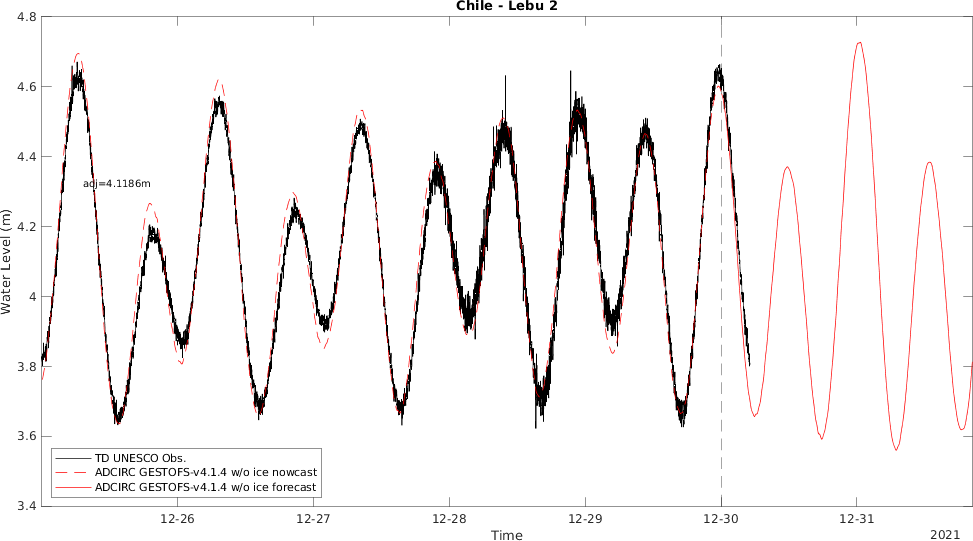 Chile - Lebu 2
4.8
4.6
4.4
4.2
4
3.8
3.6
3.4
Water Level (m)
adj=4.1186m
TD UNESCO Obs.
ADCIRC GESTOFS-v4.1.4 w/o ice nowcast
ADCIRC GESTOFS-v4.1.4 w/o ice forecast
12-26
12-27
12-28
12-29
12-30
12-31
Time
2021